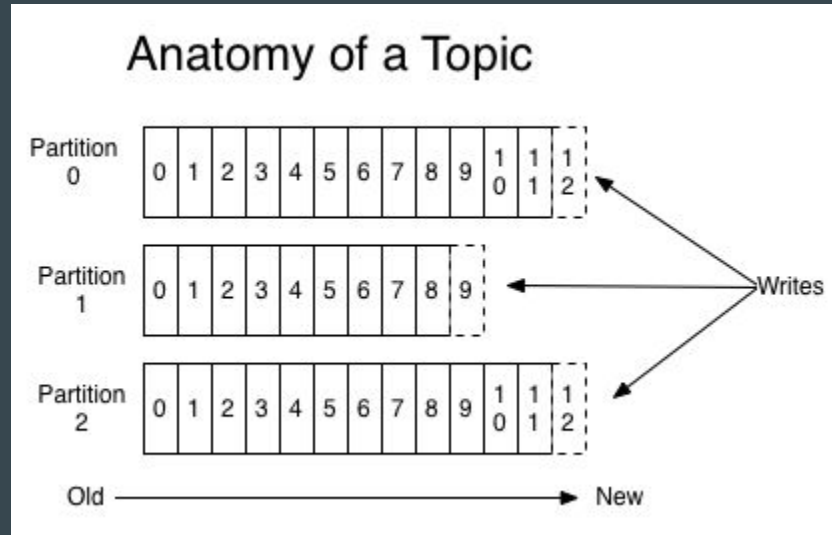 Anatomy of a Topic
Partition
0
0 1 2 3 4 5 6 7 8 9 10 11 12
Partition
1
0 1 2 3 4 5 6 7 8 9
Writes
Partition
2
0 1 2 3 4 5 6 7 8 9 10 11 12
Old New